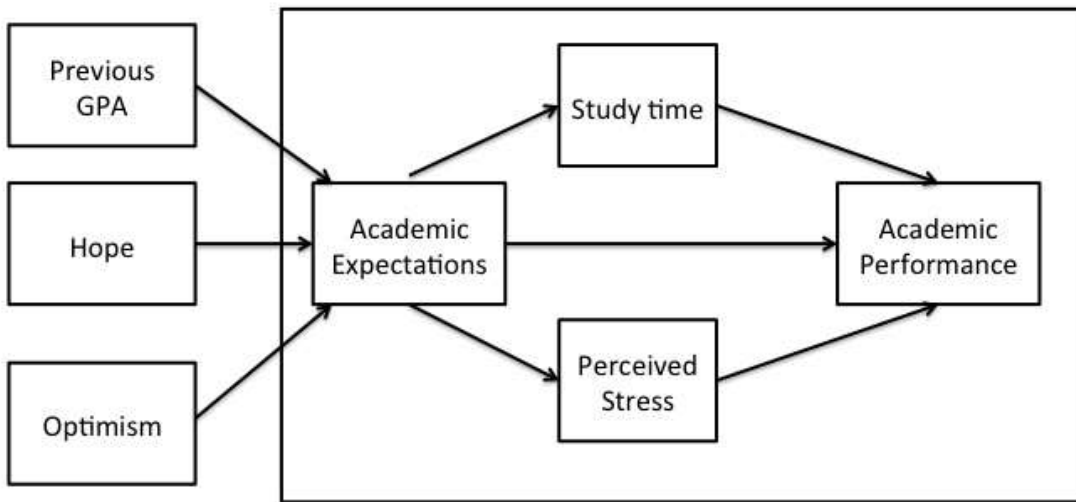 Previous
GPA
Hope
Optimism
Academic
Expectations
Study time
Perceived
Stress
Academic
Performance